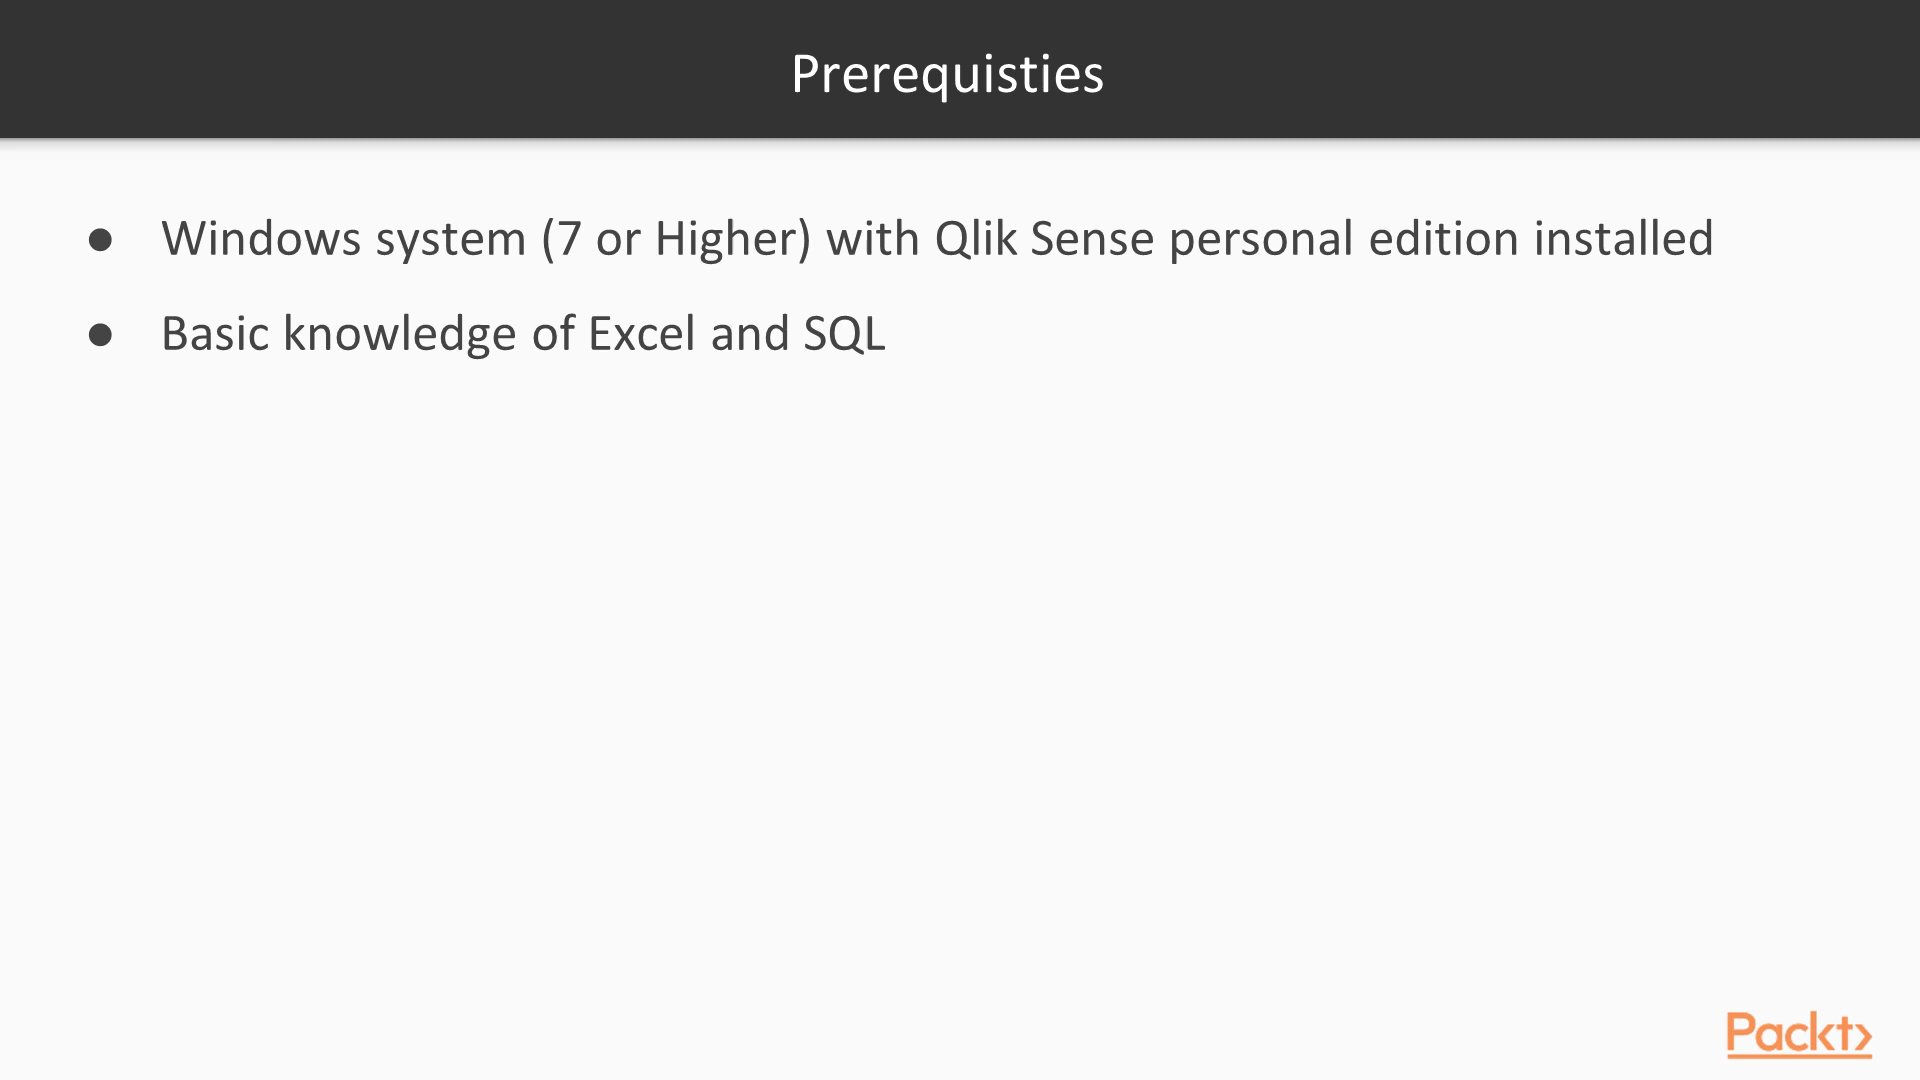 Prerequisties
● Windows system (7 or Higher) with Qlik Sense personal edition installed
● Basic knowledge of Excel and SQL
Packt>